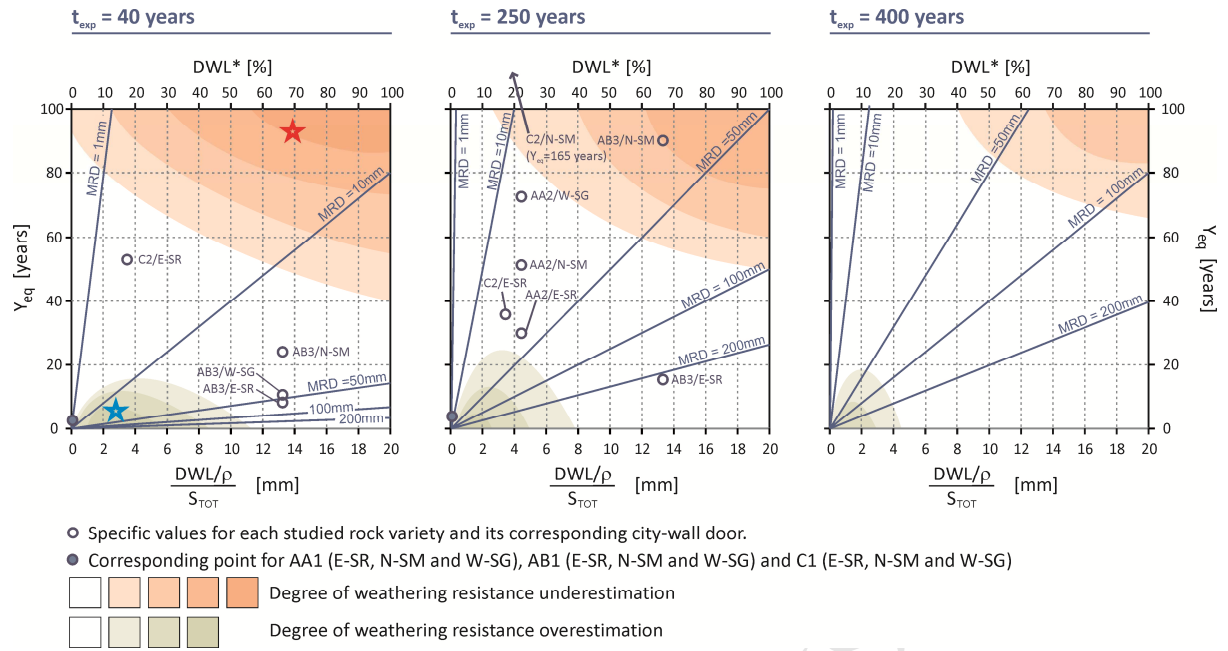 t_exp = 40 years
t_exp = 250 years
t_exp = 400 years
DWL* [%]
DWL* [%]
DWL* [%]
0 10 20 30 40 50 60 70 80 90 100
0 10 20 30 40 50 60 70 80 90 100
0 10 20 30 40 50 60 70 80 90 100
100
80
60
40
20
0
Y_eq [years]
MRD = 1mm
MRD = 10mm
C2/E-SR
AB3/N-SM
AB3/W-SG
AB3/E-SR
MRD =50mm
100mm
200mm
MRD = 1mm
MRD =10mm
C2/N-SM
(Y_eq=165 years)
AB3/N-SM
MRD =50mm
AA2/W-SG
AA2/N-SM
C2/E-SR
AA2/E-SR
MRD = 100mm
MRD = 200mm
AB3/E-SR
MRD = 1mm
MRD =10mm
MRD =50mm
MRD = 100mm
MRD = 200mm
100
80
60
40
20
0
Y_eq [years]
0 2 4 6 8 10 12 14 16 18 20
0 2 4 6 8 10 12 14 16 18 20
0 2 4 6 8 10 12 14 16 18 20
DWL/ρ
S_TOT
[mm]
DWL/ρ
S_TOT
[mm]
DWL/ρ
S_TOT
[mm]
Specific values for each studied rock variety and its corresponding city-wall door.
Corresponding point for AA1 (E-SR, N-SM and W-SG), AB1 (E-SR, N-SM and W-SG) and C1 (E-SR, N-SM and W-SG)
Degree of weathering resistance underestimation
Degree of weathering resistance overestimation